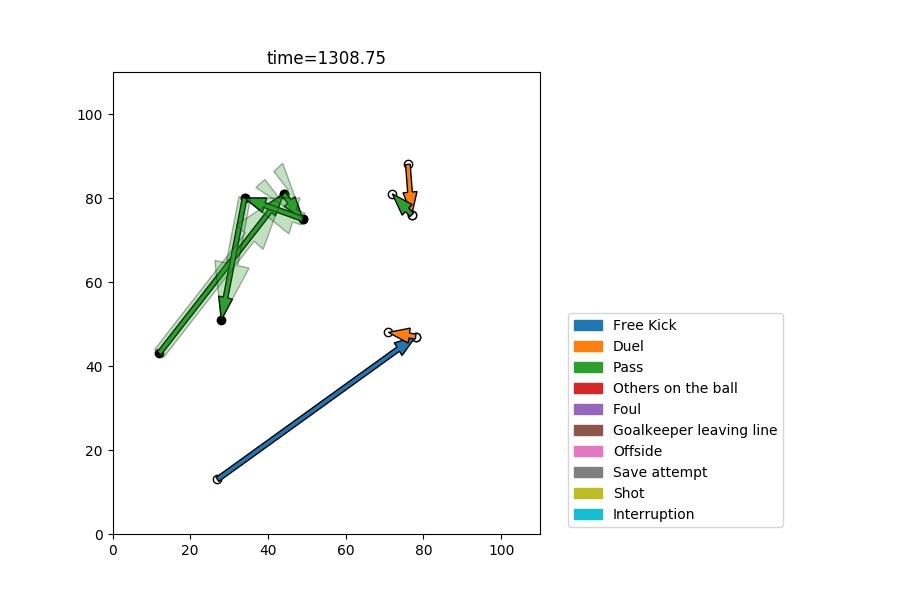 time=1308.75
100
80
60
40
20
0
0 20 40 60 80 100
Free Kick
Duel
Pass
Others on the ball
Foul
Goalkeeper leaving line
Offside
Save attempt
Shot
Interruption